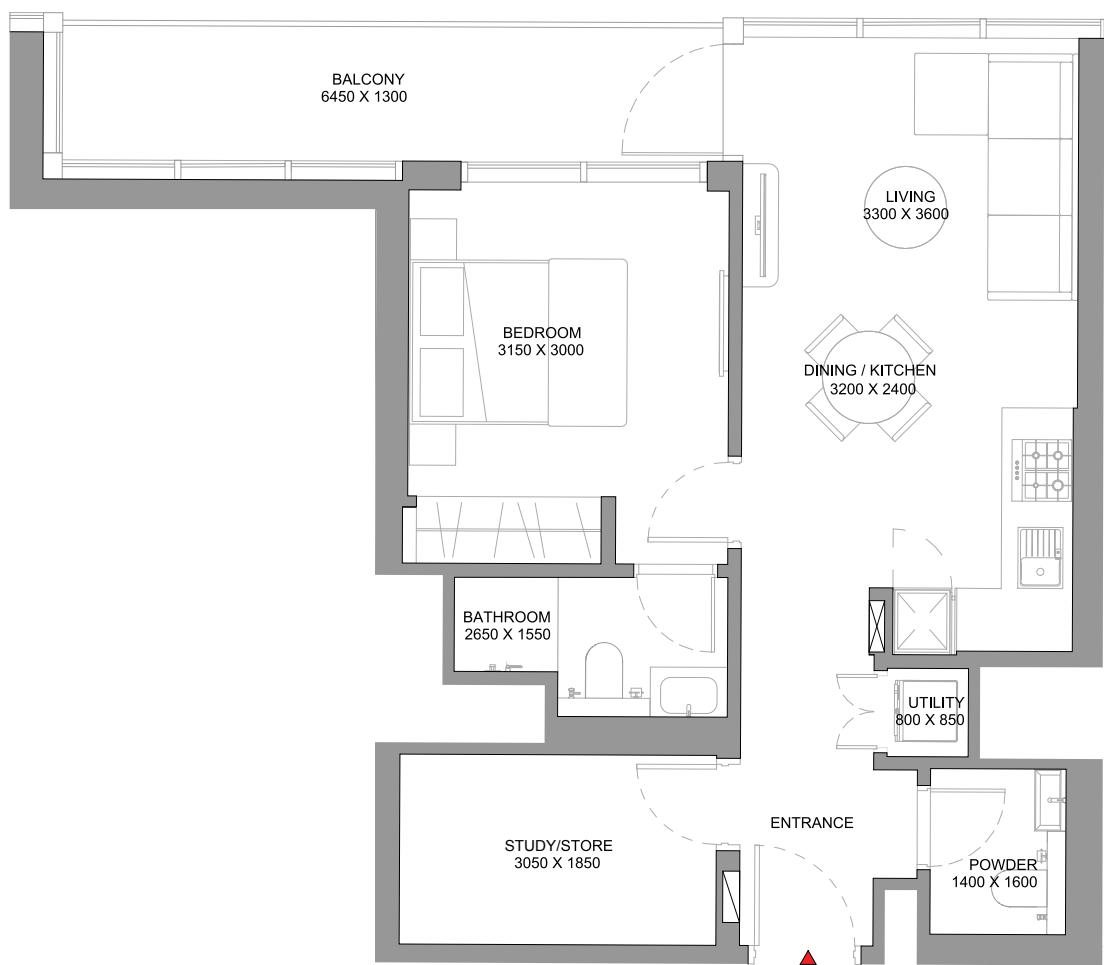 BALCONY
6450 X 1300
LIVING
3300 X 3600
BEDROOM
3150 X 3000
DINING / KITCHEN
3200 X 2400
BATHROOM
2650 X 1550
UTILITY
800 X 850
ENTRANCE
STUDY/STORE
3050 X 1850
POWDER
1400 X 1600